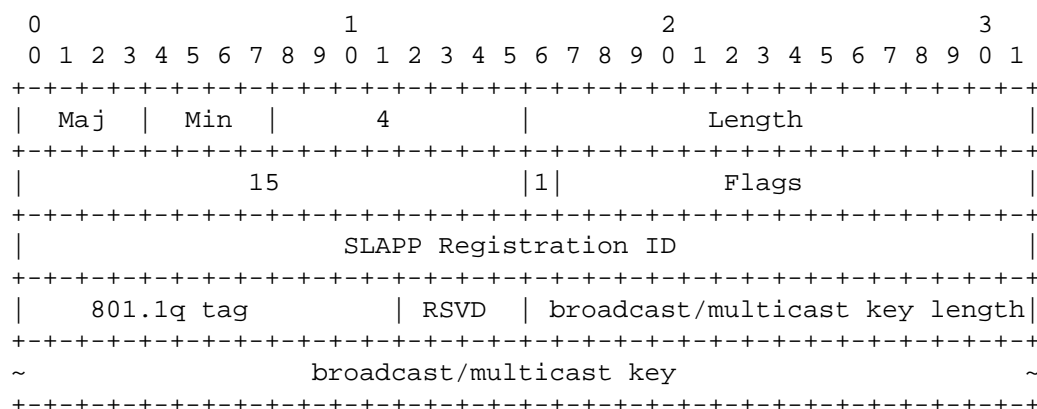 0                   1                   2                   3
 0 1 2 3 4 5 6 7 8 9 0 1 2 3 4 5 6 7 8 9 0 1 2 3 4 5 6 7 8 9 0 1
+-+-+-+-+-+-+-+-+-+-+-+-+-+-+-+-+-+-+-+-+-+-+-+-+-+-+-+-+-+-+-+-+
|  Maj  |  Min  |       4       |            Length             |
+-+-+-+-+-+-+-+-+-+-+-+-+-+-+-+-+-+-+-+-+-+-+-+-+-+-+-+-+-+-+-+-+
|              15               |1|           Flags             |
+-+-+-+-+-+-+-+-+-+-+-+-+-+-+-+-+-+-+-+-+-+-+-+-+-+-+-+-+-+-+-+-+
|                    SLAPP Registration ID                      |
+-+-+-+-+-+-+-+-+-+-+-+-+-+-+-+-+-+-+-+-+-+-+-+-+-+-+-+-+-+-+-+-+
|    801.1q tag         | RSVD  | broadcast/multicast key length|
+-+-+-+-+-+-+-+-+-+-+-+-+-+-+-+-+-+-+-+-+-+-+-+-+-+-+-+-+-+-+-+-+
~                  broadcast/multicast key                      ~
+-+-+-+-+-+-+-+-+-+-+-+-+-+-+-+-+-+-+-+-+-+-+-+-+-+-+-+-+-+-+-+-+